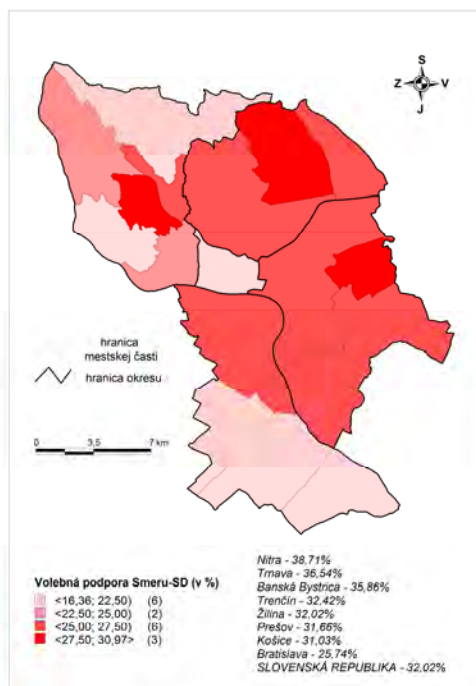 S
Z V
J
hranica
mestskej časti
hranica okresu
0 3,5 7 km
Volebná podpora Smeru-SD (v %)
<16,36; 22,50) (6)
<22,50; 25,00) (2)
<25,00; 27,50) (6)
<27,50; 30,97> (3)
Nitra - 38,71%
Trnava - 36,54%
Banská Bystrica - 35,86%
Trenčín - 32,42%
Žilina - 32,02%
Prešov - 31,66%
Košice - 31,03%
Bratislava - 25,74%
SLOVENSKÁ REPUBLIKA - 32,02%